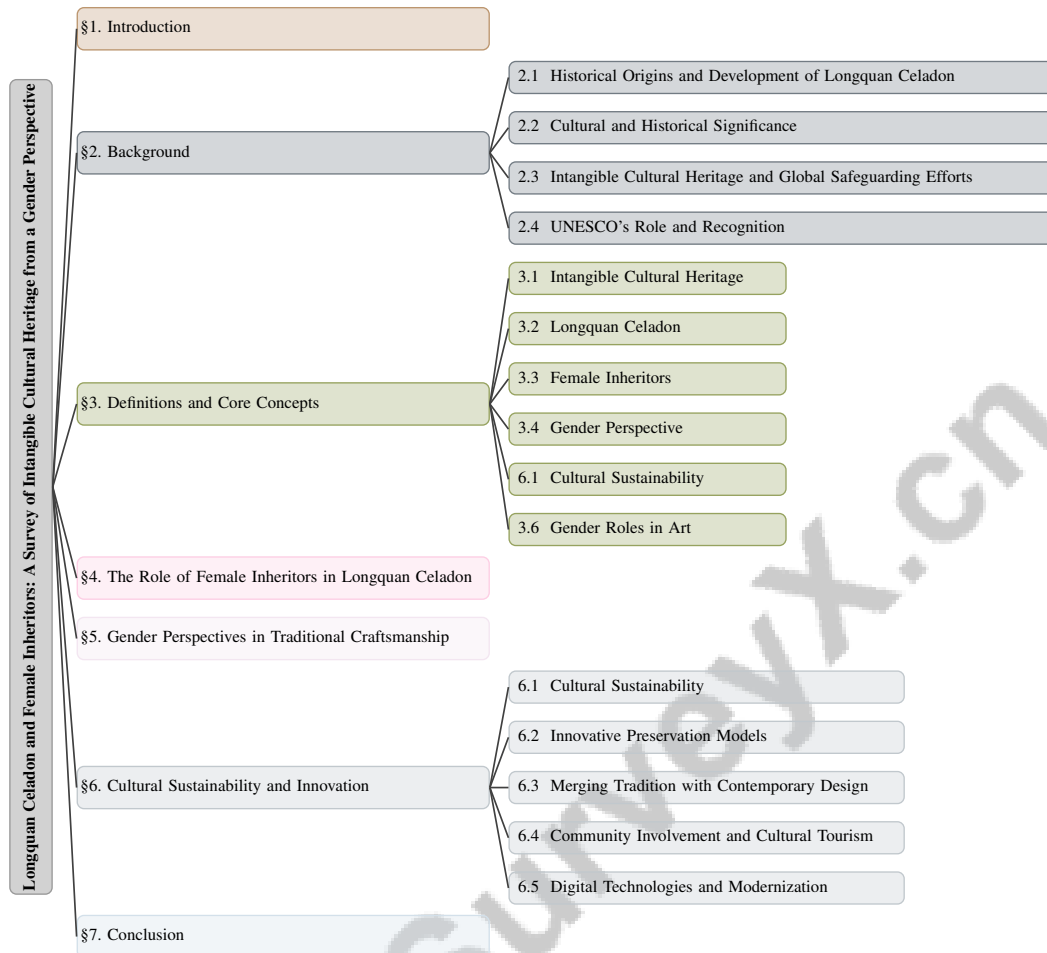 Longquan Celadon and Female Inheritors: A Survey of Intangible Cultural Heritage from a Gender Perspective
§1. Introduction
§2. Background
2.1 Historical Origins and Development of Longquan Celadon
2.2 Cultural and Historical Significance
2.3 Intangible Cultural Heritage and Global Safeguarding Efforts
2.4 UNESCO's Role and Recognition
§3. Definitions and Core Concepts
3.1 Intangible Cultural Heritage
3.2 Longquan Celadon
3.3 Female Inheritors
3.4 Gender Perspective
6.1 Cultural Sustainability
3.6 Gender Roles in Art
§4. The Role of Female Inheritors in Longquan Celadon
§5. Gender Perspectives in Traditional Craftsmanship
§6. Cultural Sustainability and Innovation
6.1 Cultural Sustainability
6.2 Innovative Preservation Models
6.3 Merging Tradition with Contemporary Design
6.4 Community Involvement and Cultural Tourism
6.5 Digital Technologies and Modernization
§7. Conclusion
SurveyX.cn